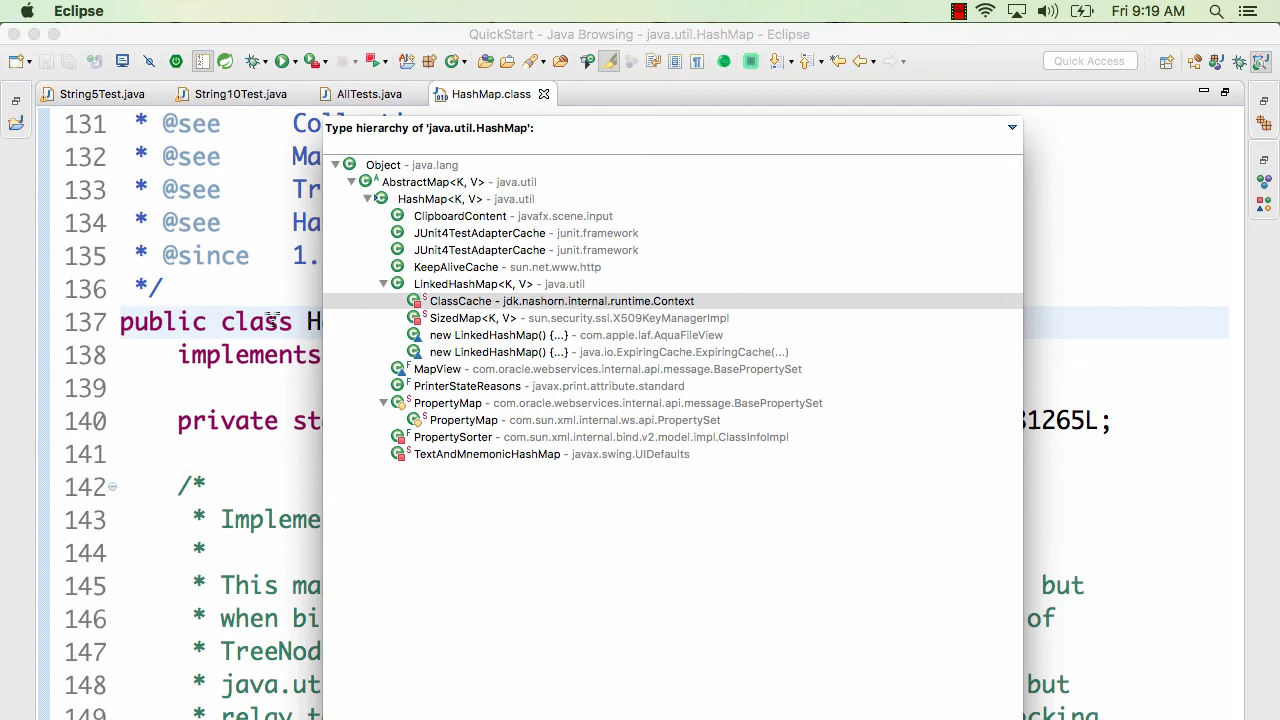 Eclipse
Fri 9:19 AM
QuickStart - Java Browsing - java.util.HashMap - Eclipse
Quick Access
String5Test.java
String10Test.java
AllTests.java
HashMap.class
Type hierarchy of 'java.util.HashMap':
Object - java.lang
AbstractMap<K, V> - java.util
HashMap<K, V> - java.util
ClipboardContent - javafx.scene.input
JUnit4TestAdapterCache - junit.framework
JUnit4TestAdapterCache - junit.framework
KeepAliveCache - sun.net.www.http
LinkedHashMap<K, V> - java.util
ClassCache - jdk.nashorn.internal.runtime.Context
SizedMap<K, V> - sun.security.ssl.X509KeyManagerImpl
new LinkedHashMap() {...} - com.apple.laf.AquaFileView
new LinkedHashMap() {...} - java.io.ExpiringCache.ExpiringCache(...)
MapView - com.oracle.webservices.internal.api.message.BasePropertySet
PrinterStateReasons - javax.print.attribute.standard
PropertyMap - com.oracle.webservices.internal.api.message.BasePropertySet
PropertyMap - com.sun.xml.internal.ws.api.PropertySet
PropertySorter - com.sun.xml.internal.bind.v2.model.impl.ClassInfoImpl
TextAndMnemonicHashMap - javax.swing.UIDefaults
131 * @see
132 * @see Ma
133 * @see Tr
134 * @see Ha
135 * @since 1.
136 */
137 public class H
138 implements
139
140 private sta 81265L;
141
142 /*
143 * Impleme
144 *
145 * This ma but
146 * when bi of
147 * TreeNod
148 * java.ut but
149